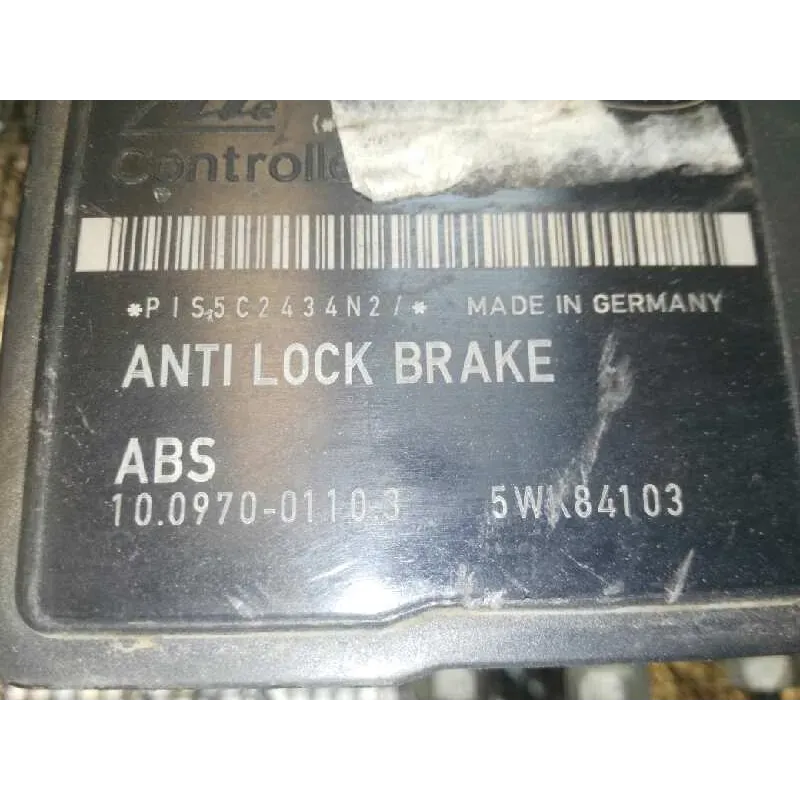 Controlle
*PIS5C2434N2/* MADE IN GERMANY
ANTI LOCK BRAKE
ABS
10.0970-0110.3 5WK84103